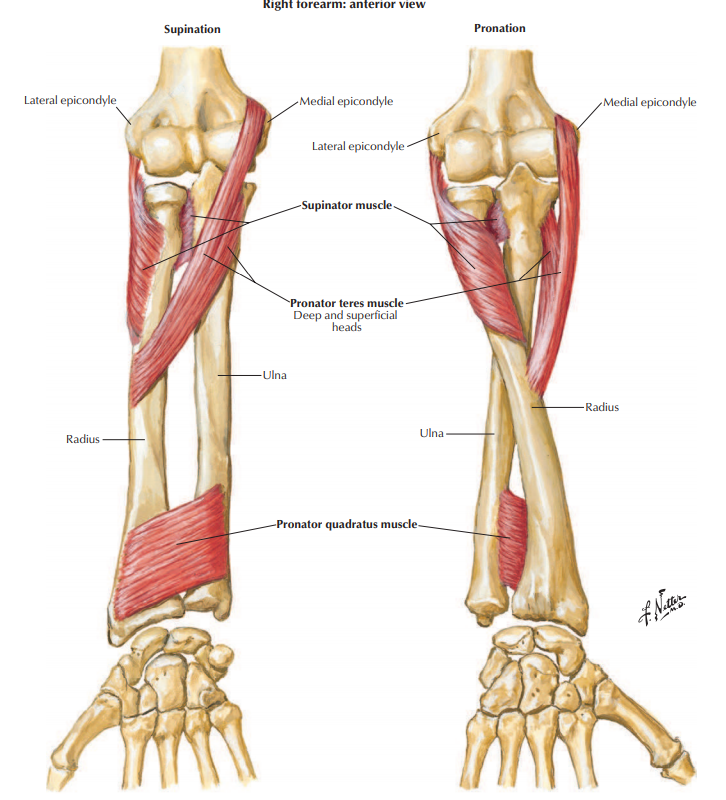 Right forearm: anterior view
Supination
Pronation
Lateral epicondyle
Medial epicondyle
Medial epicondyle
Lateral epicondyle
Supinator muscle
Pronator teres muscle
Deep and superficial
heads
Ulna
Radius
Ulna
Radius
Pronator quadratus muscle
F. Netter
M.D.